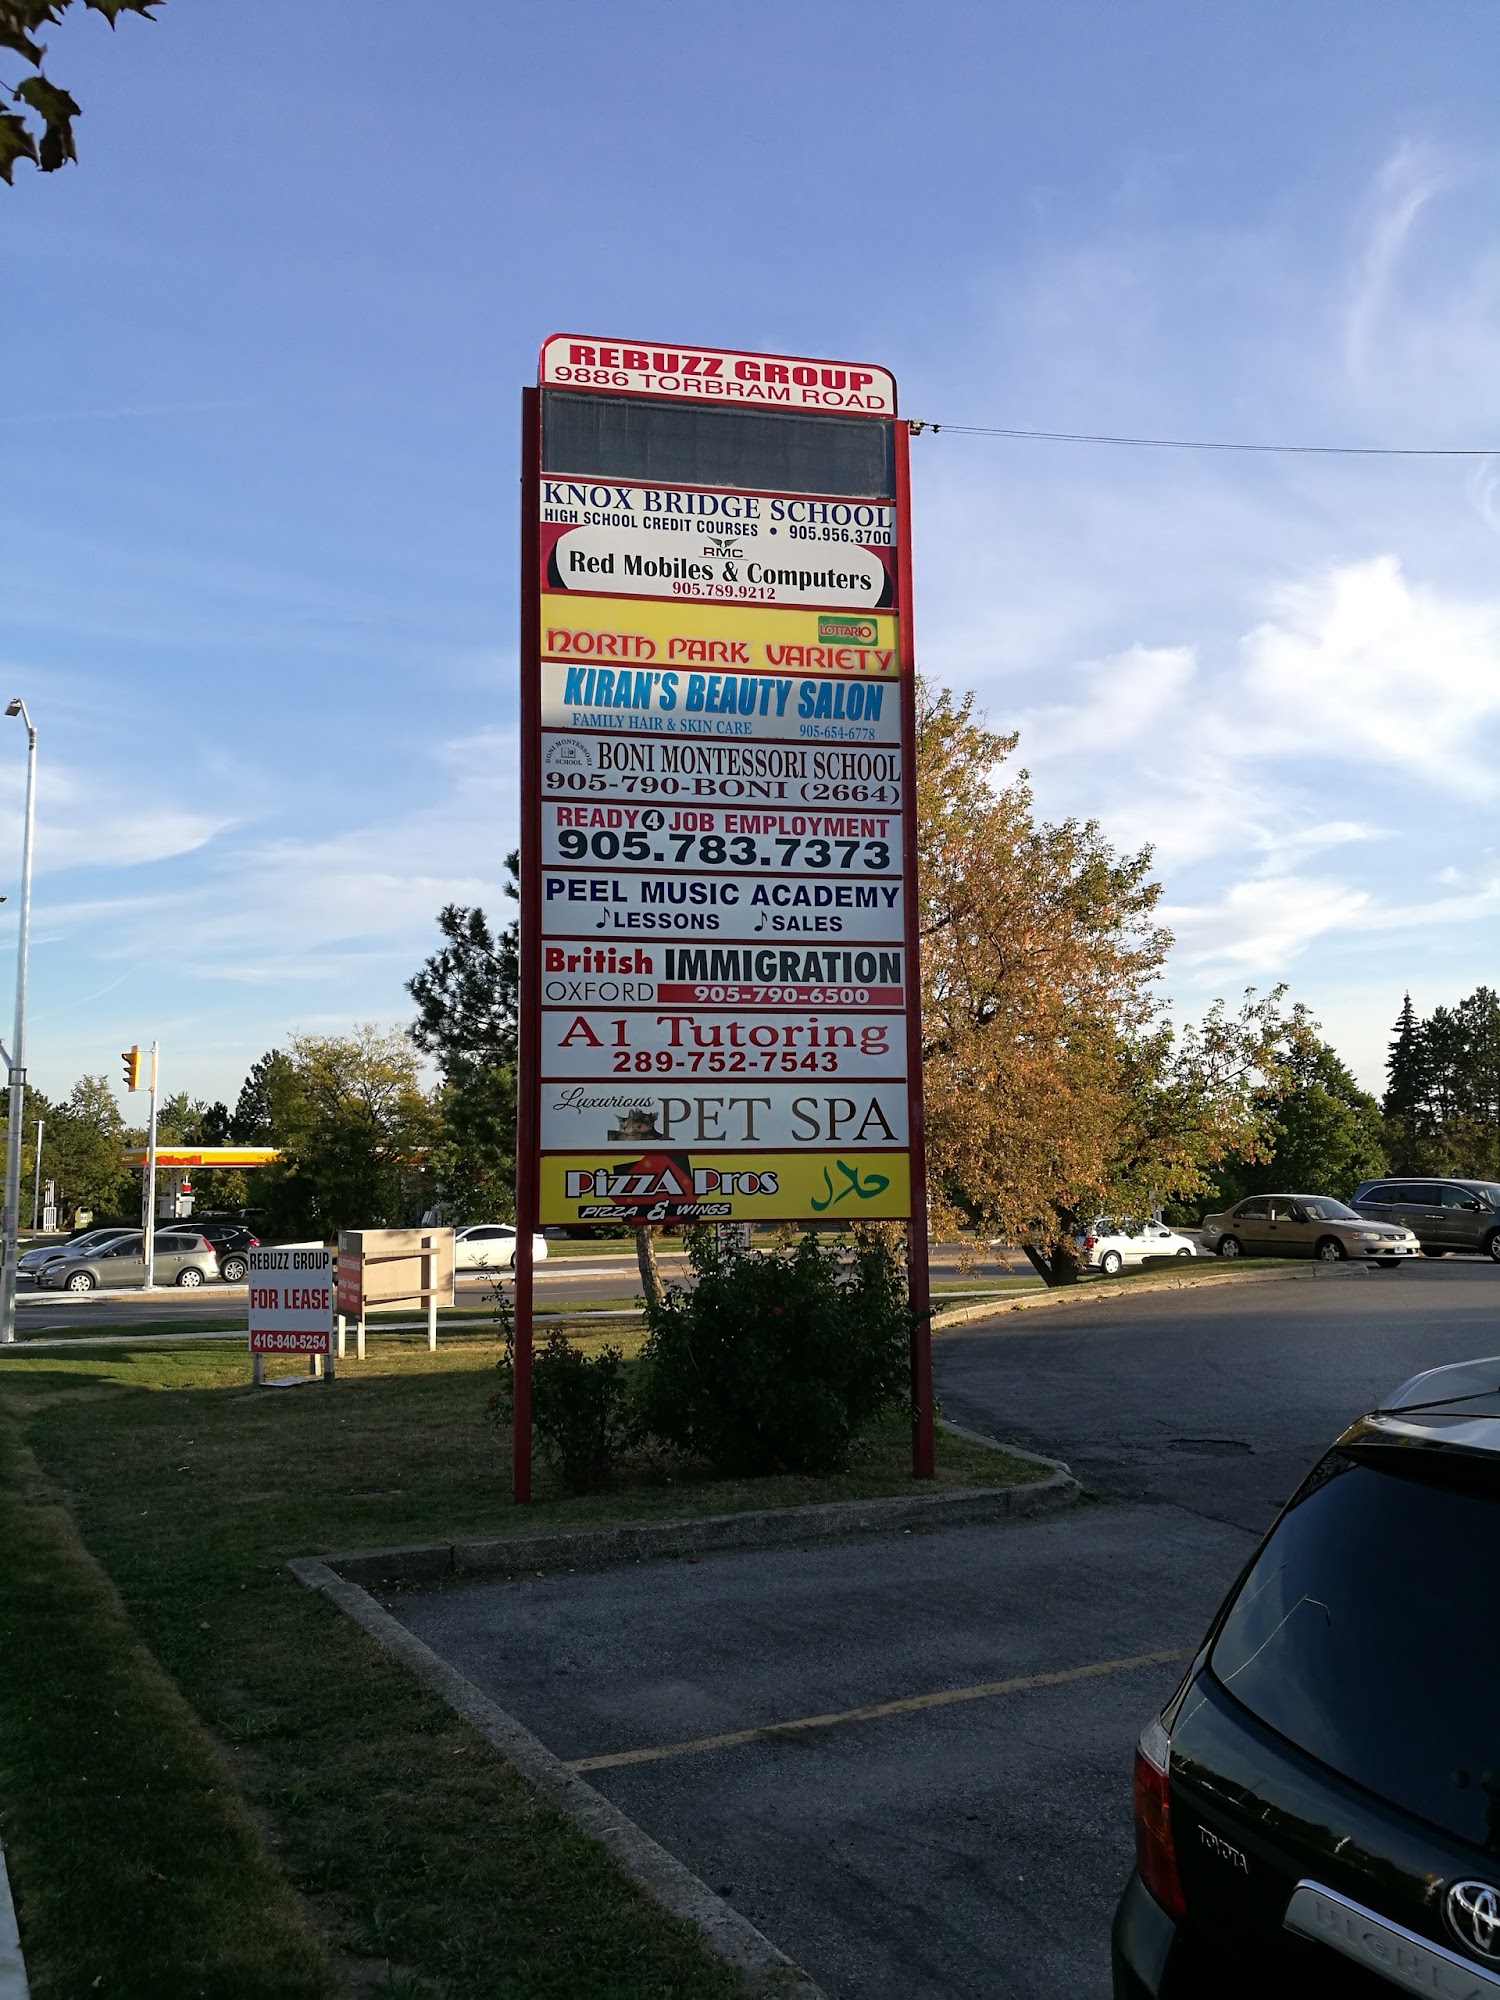 REBUZZ GROUP
9886 TORBRAM ROAD
KNOX BRIDGE SCHOOL
HIGH SCHOOL CREDIT COURSES • 905.956.3700
RMC
Red Mobiles & Computers
905.789.9212
LOTTARIO
NORTH PARK VARIETY
KIRAN'S BEAUTY SALON
FAMILY HAIR & SKIN CARE 905-654-6778
BONI MONTESSORI
SCHOOL
BONI MONTESSORI SCHOOL
905-790-BONI (2664)
READY 4 JOB EMPLOYMENT
905.783.7373
PEEL MUSIC ACADEMY
♪LESSONS ♪SALES
British IMMIGRATION
OXFORD 905-790-6500
A1 Tutoring
289-752-7543
Luxurious PET SPA
PIZZA PROS حلال
PIZZA & WINGS
Shell
REBUZZ GROUP
FOR LEASE
416-840-5254
TOYOTA